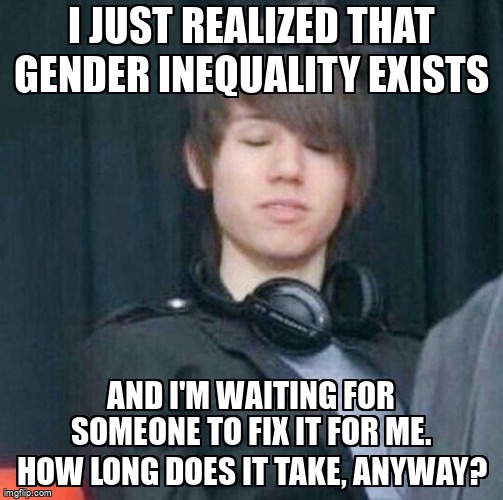 I JUST REALIZED THAT
GENDER INEQUALITY EXISTS
AND I'M WAITING FOR
SOMEONE TO FIX IT FOR ME.
HOW LONG DOES IT TAKE, ANYWAY?
imgflip.com